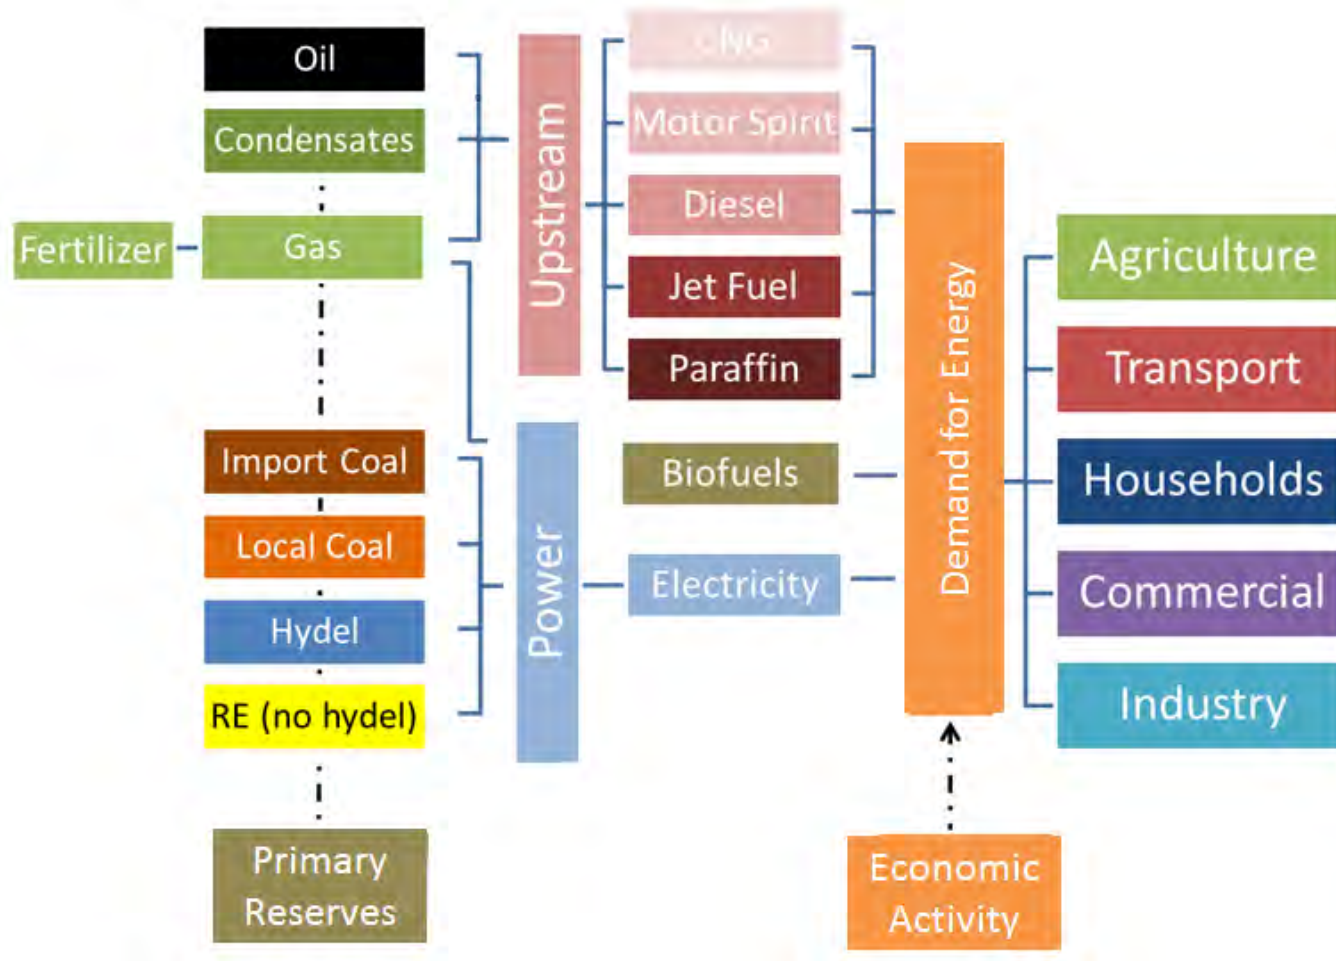 Oil
Condensates
Fertilizer
Gas
Import Coal
Local Coal
Hydel
RE (no hydel)
Primary
Reserves
Upstream
Power
CNG
Motor Spirit
Diesel
Jet Fuel
Paraffin
Biofuels
Electricity
Demand for Energy
Economic
Activity
Agriculture
Transport
Households
Commercial
Industry